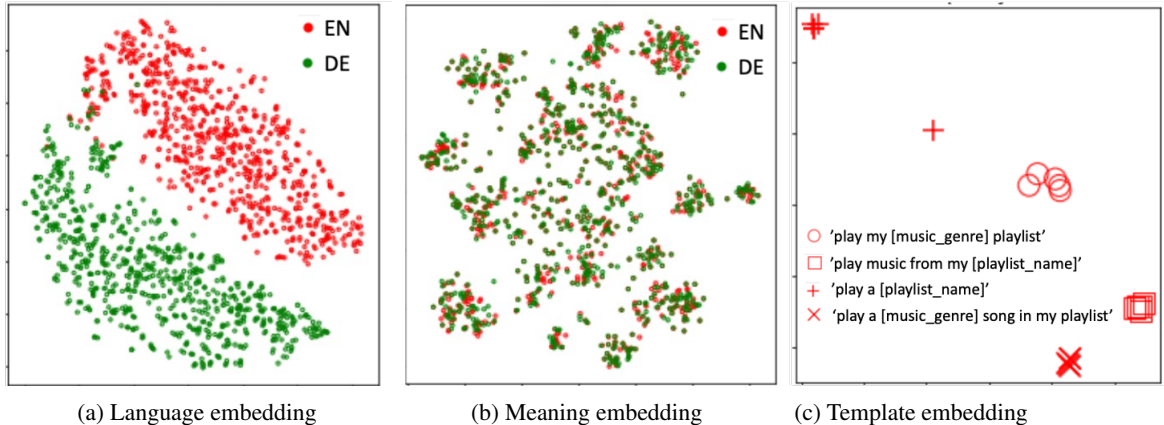 EN
DE
EN
DE
'play my [music_genre] playlist'
'play music from my [playlist_name]'
'play a [playlist_name]'
'play a [music_genre] song in my playlist'
(a) Language embedding
(b) Meaning embedding
(c) Template embedding